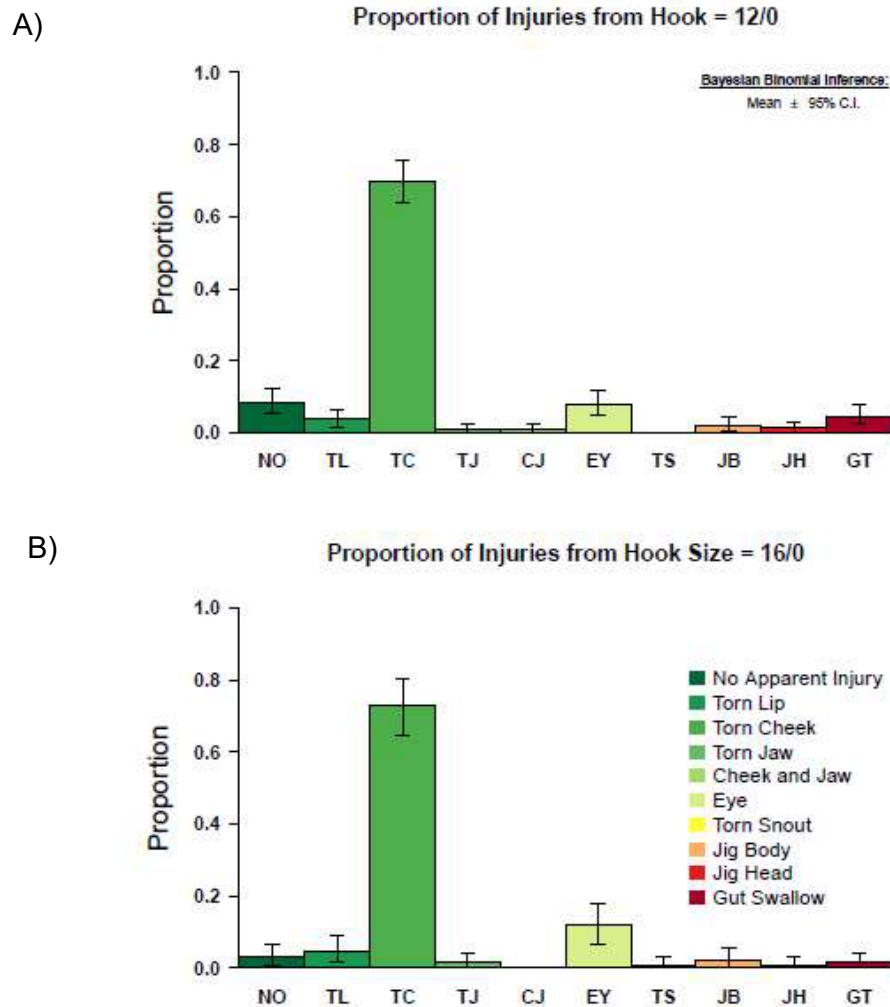 A)
Proportion of Injuries from Hook = 12/0
Bayesian Binomial Inference:
Mean ± 95% C.I.
Proportion
1.0
0.8
0.6
0.4
0.2
0.0
NO TL TC TJ CJ EY TS JB JH GT
B)
Proportion of Injuries from Hook Size = 16/0
Proportion
1.0
0.8
0.6
0.4
0.2
0.0
No Apparent Injury
Torn Lip
Torn Cheek
Torn Jaw
Cheek and Jaw
Eye
Torn Snout
Jig Body
Jig Head
Gut Swallow
NO TL TC TJ CJ EY TS JB JH GT